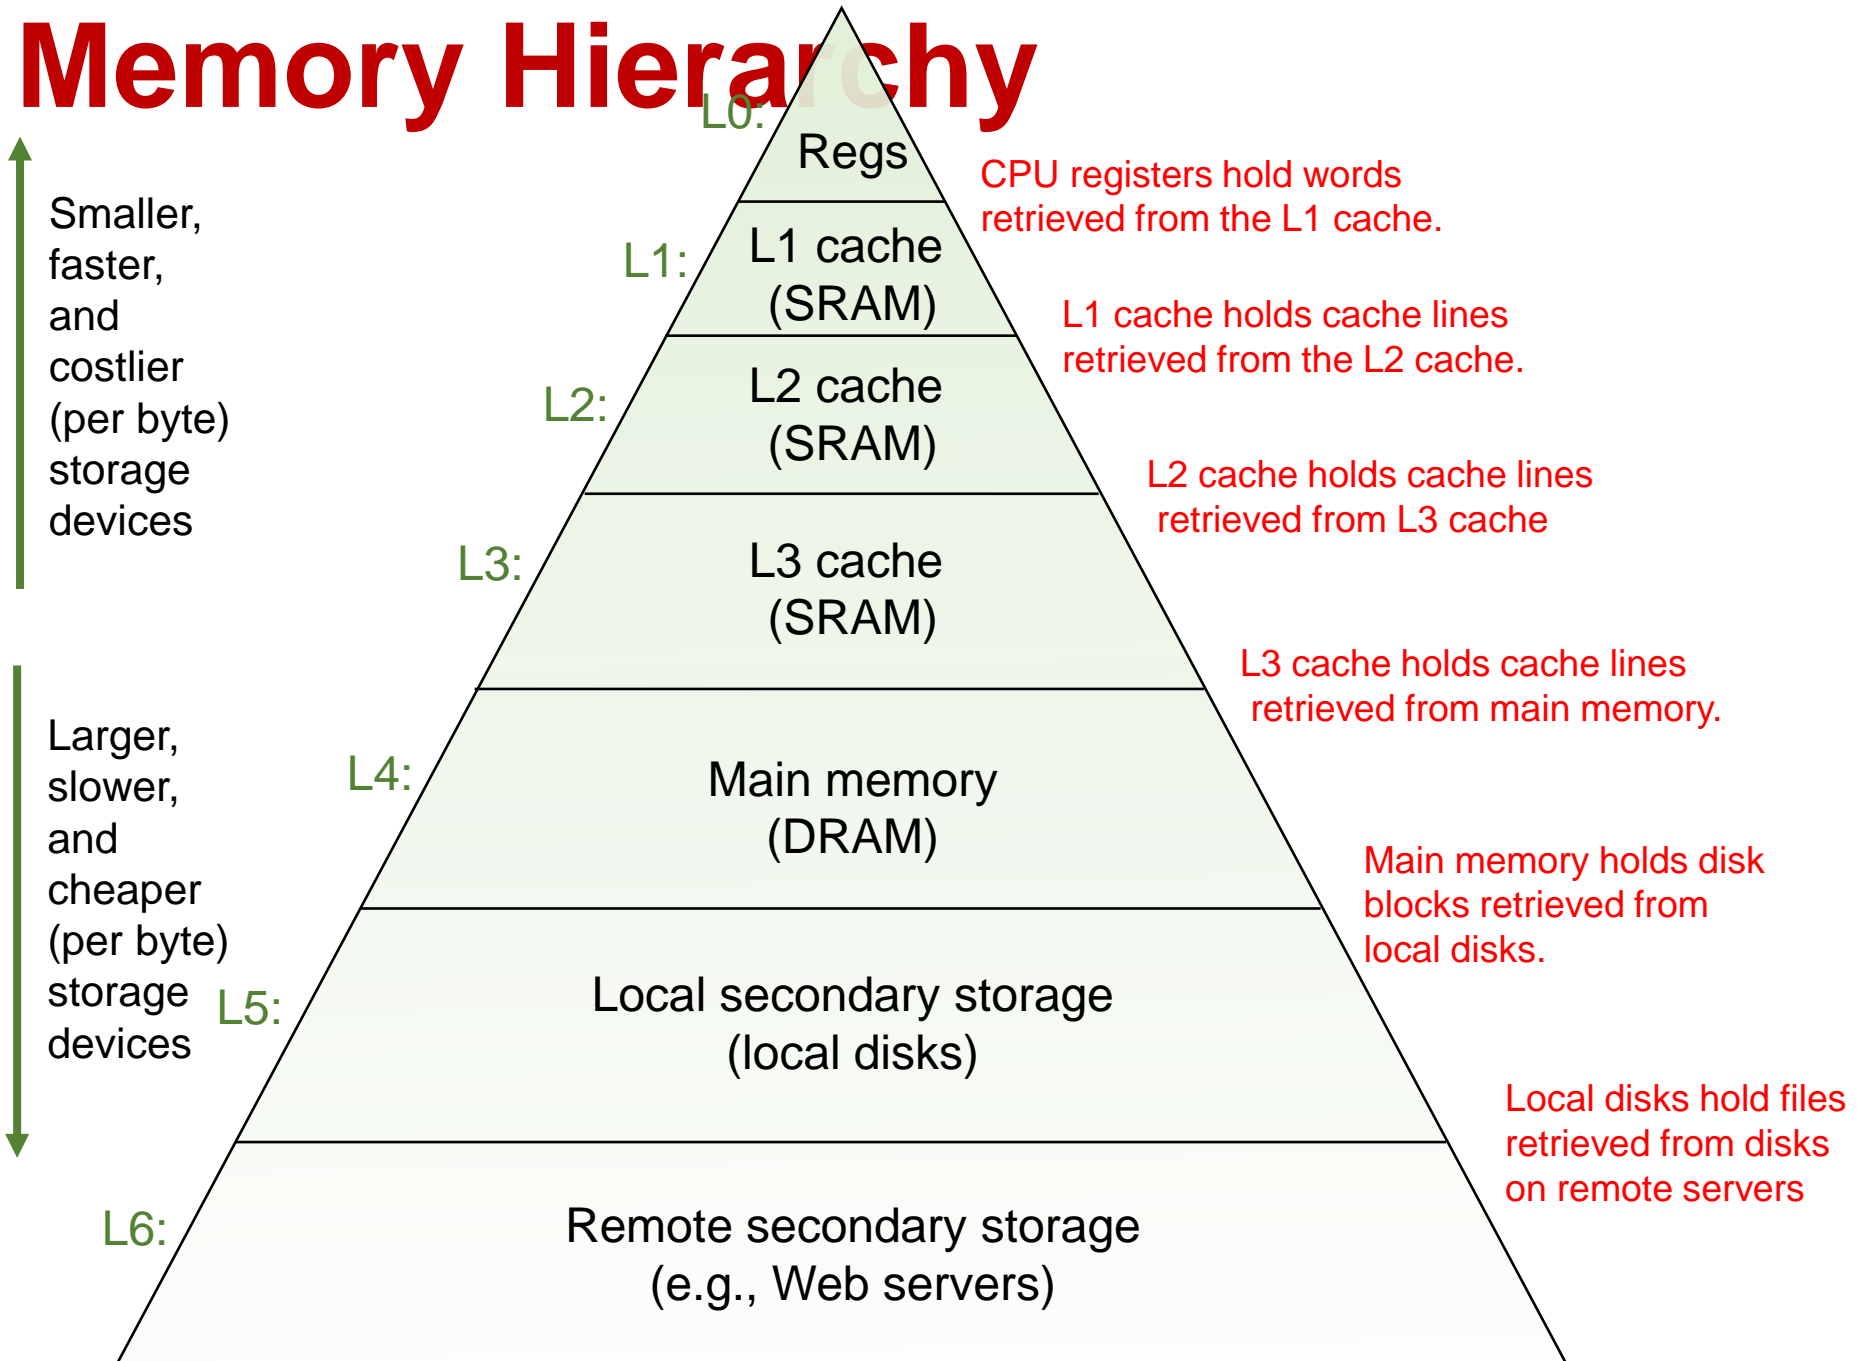 Memory Hierarchy
L0:
Regs
CPU registers hold words
retrieved from the L1 cache.
Smaller,
faster,
and
costlier
(per byte)
storage
devices
L1:
L1 cache
(SRAM)
L1 cache holds cache lines
retrieved from the L2 cache.
L2:
L2 cache
(SRAM)
L2 cache holds cache lines
retrieved from L3 cache
L3:
L3 cache
(SRAM)
L3 cache holds cache lines
retrieved from main memory.
Larger,
slower,
and
cheaper
(per byte)
storage
devices
L4:
Main memory
(DRAM)
Main memory holds disk
blocks retrieved from
local disks.
L5:
Local secondary storage
(local disks)
Local disks hold files
retrieved from disks
on remote servers
L6:
Remote secondary storage
(e.g., Web servers)